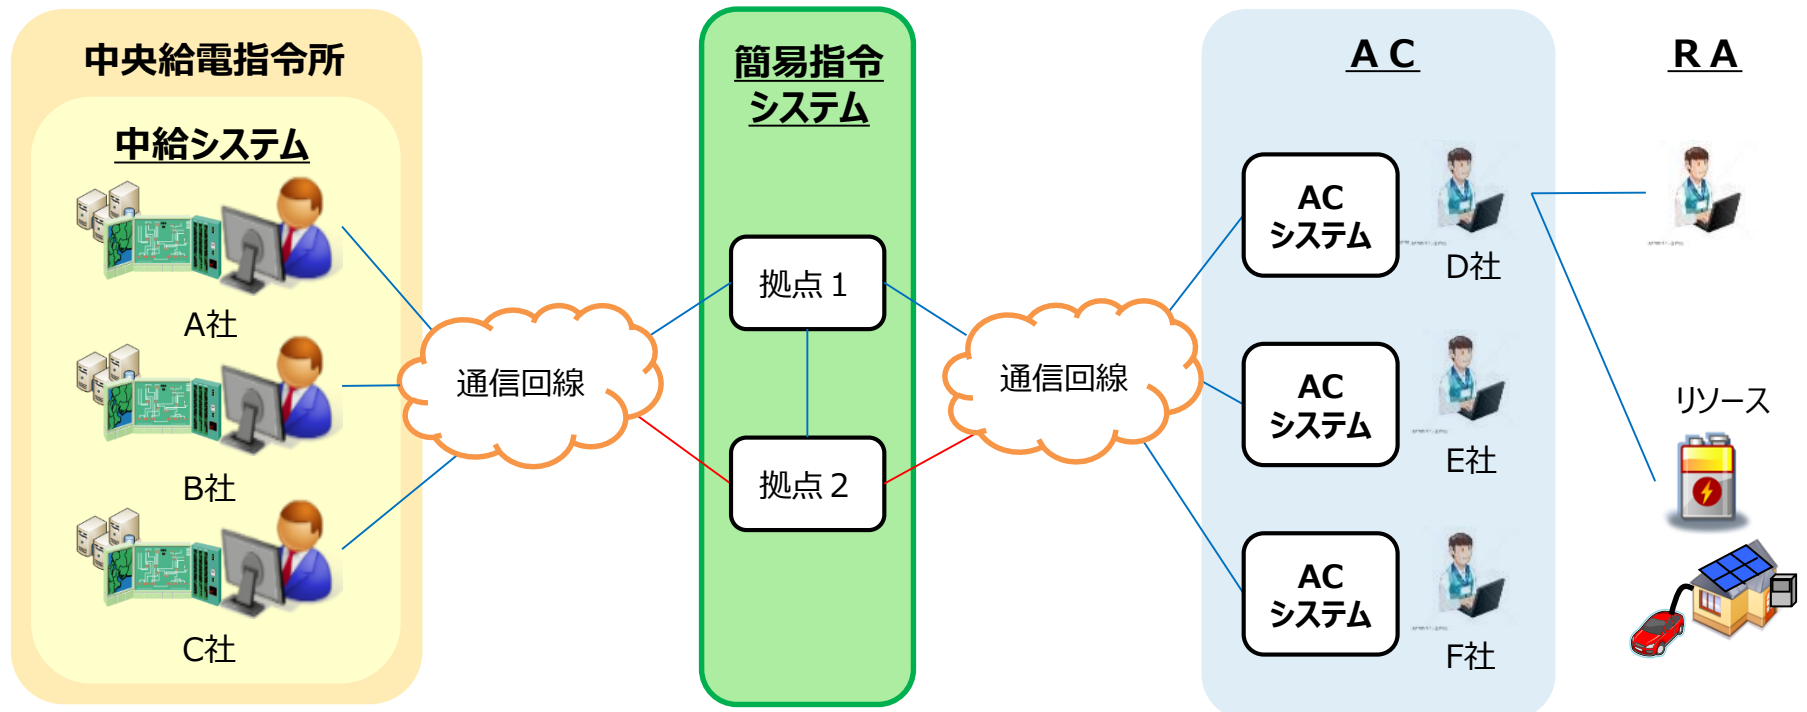 中央給電指令所
中給システム
A社
B社
C社
通信回線
簡易指令
システム
拠点１
拠点２
通信回線
ＡＣ
AC
システム
D社
AC
システム
E社
AC
システム
F社
ＲＡ
リソース